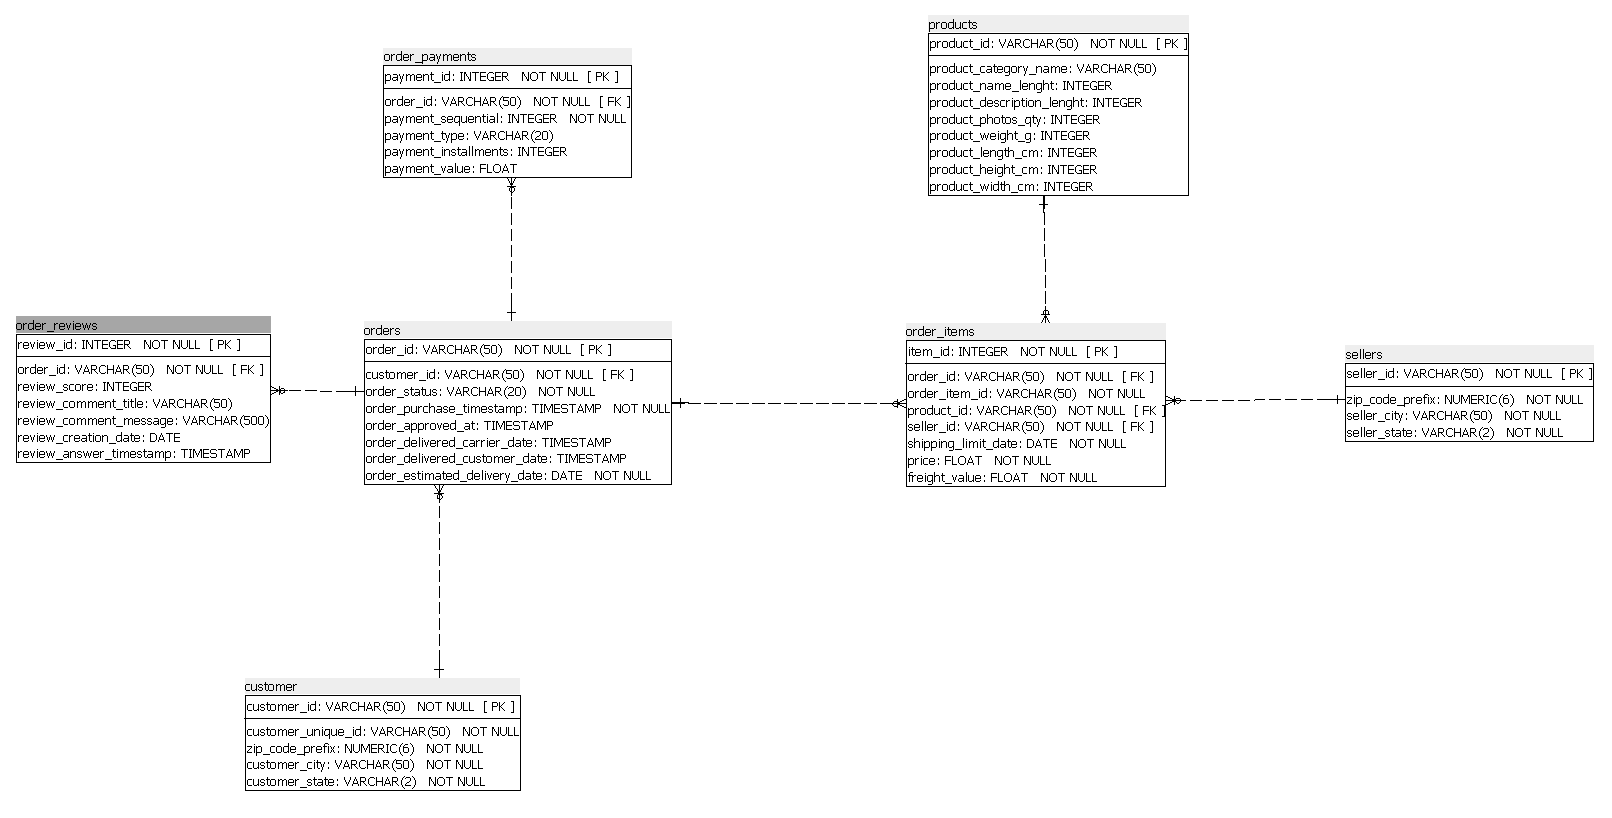 products
product_id: VARCHAR(50) NOT NULL [ PK ]
product_category_name: VARCHAR(50)
product_name_lenght: INTEGER
product_description_lenght: INTEGER
product_photos_qty: INTEGER
product_weight_g: INTEGER
product_length_cm: INTEGER
product_height_cm: INTEGER
product_width_cm: INTEGER
order_payments
payment_id: INTEGER NOT NULL [ PK ]
order_id: VARCHAR(50) NOT NULL [ FK ]
payment_sequential: INTEGER NOT NULL
payment_type: VARCHAR(20)
payment_installments: INTEGER
payment_value: FLOAT
order_reviews
review_id: INTEGER NOT NULL [ PK ]
order_id: VARCHAR(50) NOT NULL [ FK ]
review_score: INTEGER
review_comment_title: VARCHAR(50)
review_comment_message: VARCHAR(500)
review_creation_date: DATE
review_answer_timestamp: TIMESTAMP
orders
order_id: VARCHAR(50) NOT NULL [ PK ]
customer_id: VARCHAR(50) NOT NULL [ FK ]
order_status: VARCHAR(20) NOT NULL
order_purchase_timestamp: TIMESTAMP NOT NULL
order_approved_at: TIMESTAMP
order_delivered_carrier_date: TIMESTAMP
order_delivered_customer_date: TIMESTAMP
order_estimated_delivery_date: DATE NOT NULL
order_items
item_id: INTEGER NOT NULL [ PK ]
order_id: VARCHAR(50) NOT NULL [ FK ]
order_item_id: VARCHAR(50) NOT NULL
product_id: VARCHAR(50) NOT NULL [ FK ]
seller_id: VARCHAR(50) NOT NULL [ FK ]
shipping_limit_date: DATE NOT NULL
price: FLOAT NOT NULL
freight_value: FLOAT NOT NULL
sellers
seller_id: VARCHAR(50) NOT NULL [ PK ]
zip_code_prefix: NUMERIC(6) NOT NULL
seller_city: VARCHAR(50) NOT NULL
seller_state: VARCHAR(2) NOT NULL
customer
customer_id: VARCHAR(50) NOT NULL [ PK ]
customer_unique_id: VARCHAR(50) NOT NULL
zip_code_prefix: NUMERIC(6) NOT NULL
customer_city: VARCHAR(50) NOT NULL
customer_state: VARCHAR(2) NOT NULL